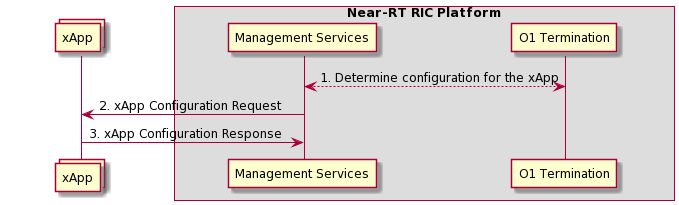 Near-RT RIC Platform
xApp
Management Services
O1 Termination
1. Determine configuration for the xApp
2. xApp Configuration Request
3. xApp Configuration Response
xApp
Management Services
O1 Termination